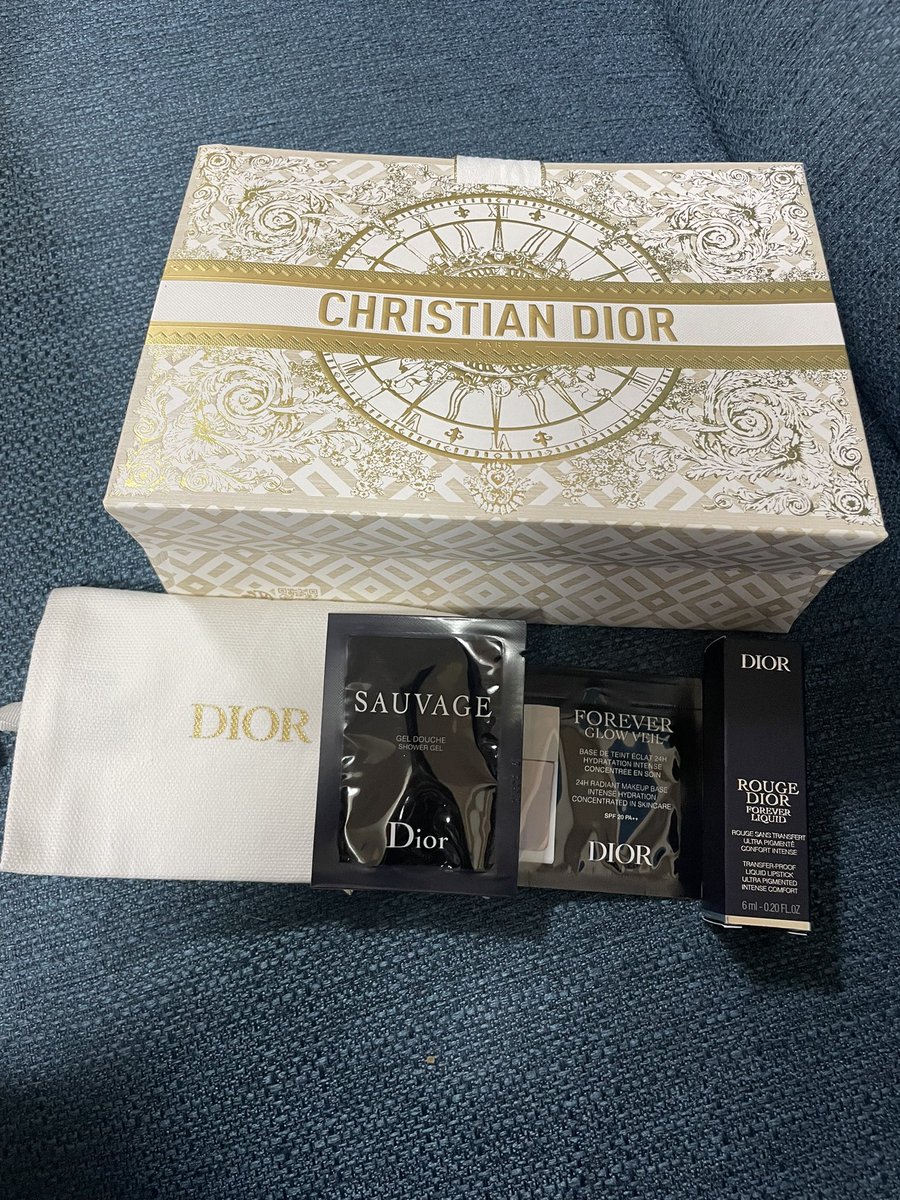 CHRISTIAN DIOR
PARIS
DIOR
SAUVAGE
GEL DOUCHE
SHOWER GEL
Dior
FOREVER
GLOW VEIL
BASE DE TEINT ÉCLAT 24H
HYDRATATION INTENSE
CONCENTRÉE EN SOIN
24H RADIANT MAKEUP BASE
INTENSE HYDRATION
CONCENTRATED IN SKINCARE
SPF 20 PA++
DIOR
DIOR
ROUGE
DIOR
FOREVER
LIQUID
ROUGE SANS TRANSFERT
ULTRA PIGMENTÉ
CONFORT INTENSE
TRANSFER-PROOF
LIQUID LIPSTICK
ULTRA PIGMENTED
INTENSE COMFORT
6 ml - 0.20 FL.OZ